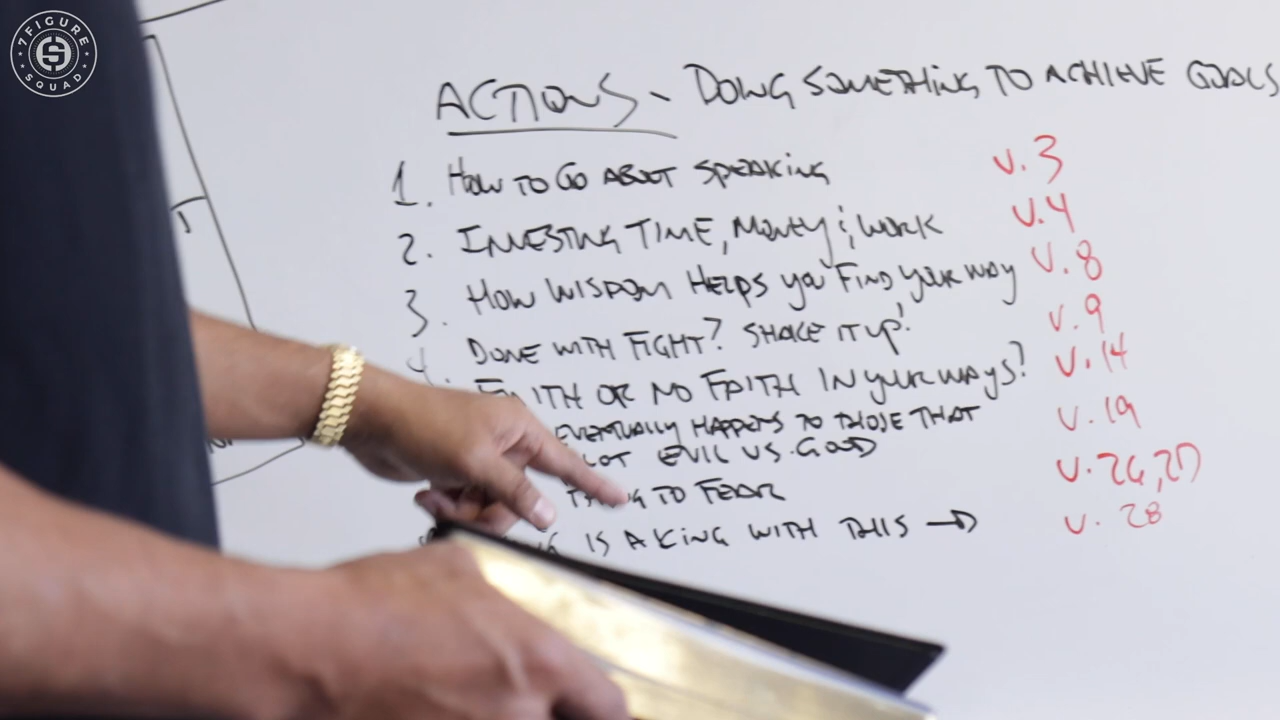 7FIGURE
SQUAD
ACTIONS - DOING SOMETHING TO ACHIEVE GOALS
1. HOW TO GO ABOUT SPEAKING v.3
2. INVESTING TIME, MONEY & WORK v.4
3. HOW WISDOM HELPS YOU FIND YOUR WAY v.8
4. DONE WITH FIGHT? SHAKE IT UP! v.9
FAITH OR NO FAITH IN YOUR WAYS? v.14
EVENTUALLY HAPPENS TO THOSE THAT v.19
EVIL VS. GOOD
TO FEAR v.26,27
IS A KING WITH THIS → v.28